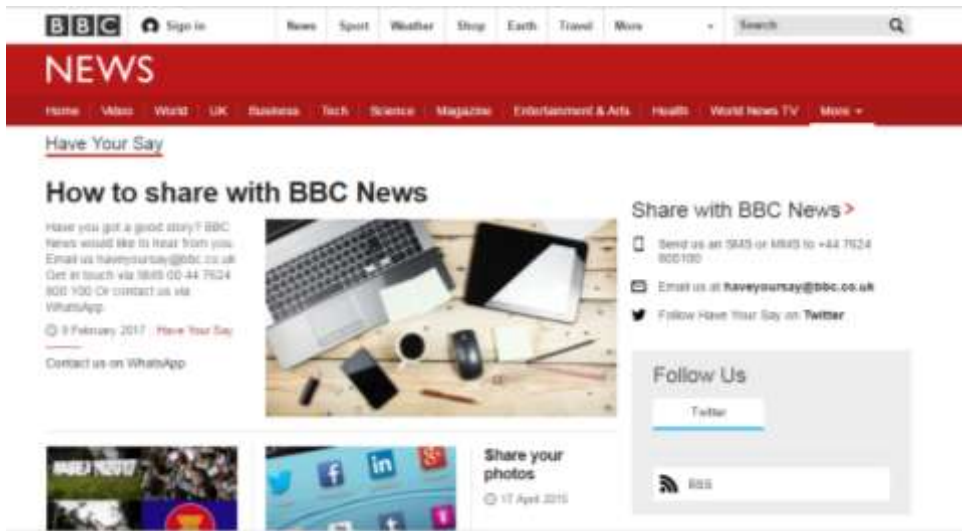 BBC Sign in News Sport Weather Shop Earth Travel More Search
NEWS
Home Video World UK Business Tech Science Magazine Entertainment & Arts Health World News TV More
Have Your Say
How to share with BBC News
Have you got a good story? BBC
News would like to hear from you.
Email us haveyoursay@bbc.co.uk
Get in touch via SMS 00 44 7624
800 100 Or contact us via
WhatsApp.
9 February 2017 Have Your Say
Contact us on WhatsApp
Share with BBC News >
Send us an SMS or MMS to +44 7624
800100
Email us at haveyoursay@bbc.co.uk
Follow Have Your Say on Twitter
Follow Us
Twitter
RSS
in
Share your
photos
17 April 2015